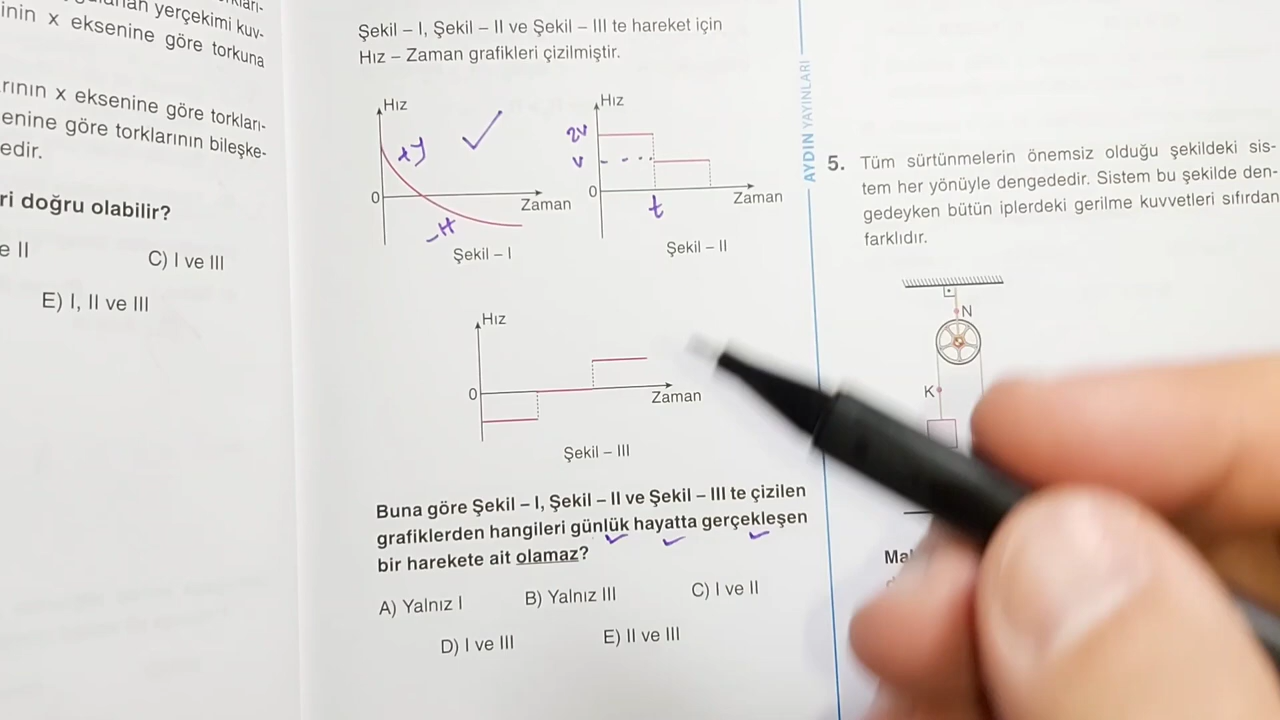 yerçekimi kuv-
inin x eksenine göre torkuna
rının x eksenine göre torkları-
enine göre torklarının bileşke-
edir.
ri doğru olabilir?
e II
C) I ve III
E) I, II ve III
Şekil – I, Şekil – II ve Şekil – III te hareket için
Hız – Zaman grafikleri çizilmiştir.
Hız
+y
0
Zaman
Şekil – I
Hız
2v
v
0
t
Zaman
Şekil – II
Hız
0
Zaman
Şekil – III
Buna göre Şekil – I, Şekil – II ve Şekil – III te çizilen
grafiklerden hangileri günlük hayatta gerçekleşen
bir harekete ait olamaz?
A) Yalnız I
B) Yalnız III
C) I ve II
D) I ve III
E) II ve III
AYDIN YAYINLARI
5. Tüm sürtünmelerin önemsiz olduğu şekildeki sis-
tem her yönüyle dengededir. Sistem bu şekilde den-
gedeyken bütün iplerdeki gerilme kuvvetleri sıfırdan
farklıdır.
N
K